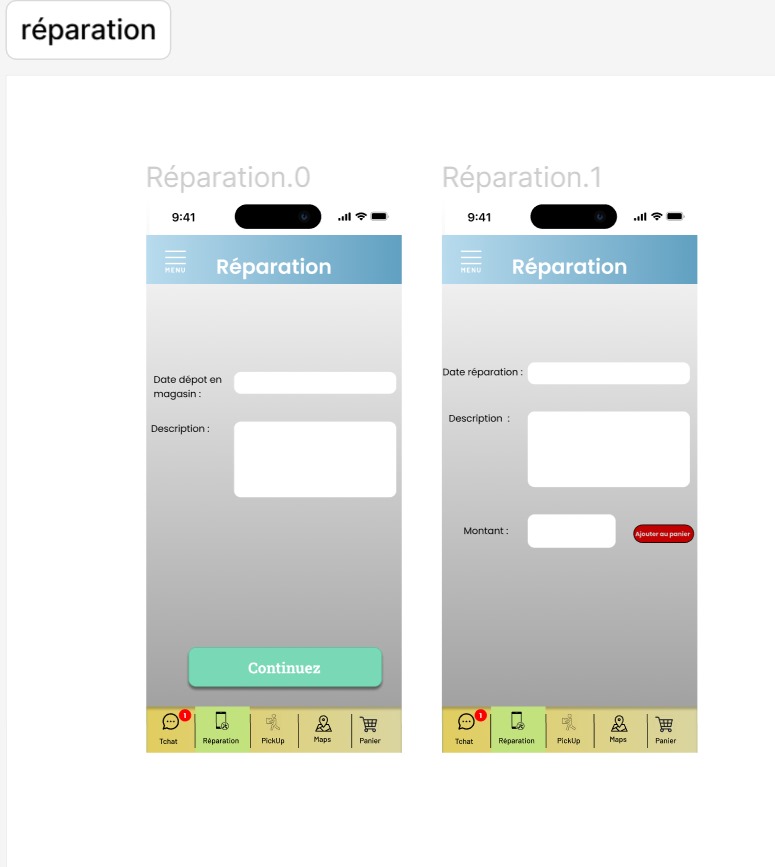 réparation
Réparation.0
9:41
MENU
Réparation
Date dépot en
magasin :
Description :
Continuez
1
Tchat
Réparation
PickUp
Maps
Panier
Réparation.1
9:41
MENU
Réparation
Date réparation :
Description :
Montant :
Ajouter au panier
1
Tchat
Réparation
PickUp
Maps
Panier